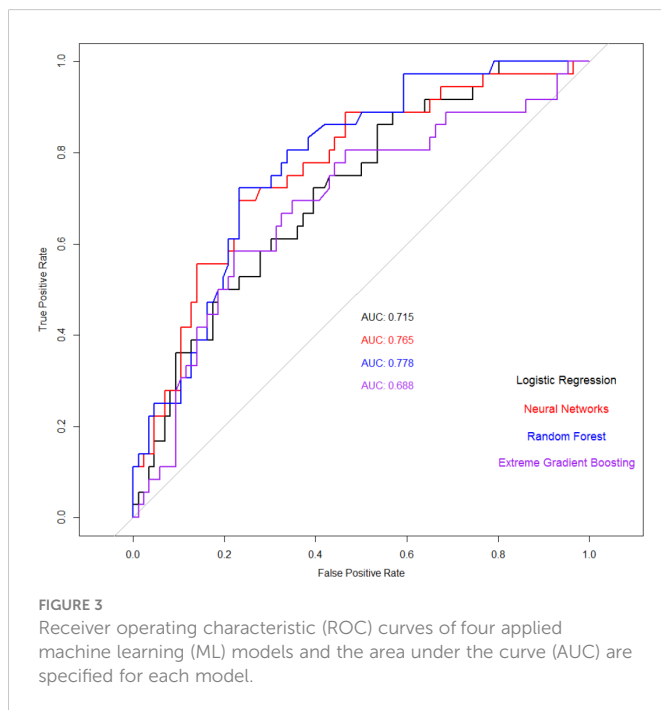 1.0
0.8
0.6
0.4
0.2
0.0
True Positive Rate
AUC: 0.715
AUC: 0.765
AUC: 0.778
AUC: 0.688
Logistic Regression
Neural Networks
Random Forest
Extreme Gradient Boosting
0.0 0.2 0.4 0.6 0.8 1.0
False Positive Rate
FIGURE 3
Receiver operating characteristic (ROC) curves of four applied
machine learning (ML) models and the area under the curve (AUC) are
specified for each model.